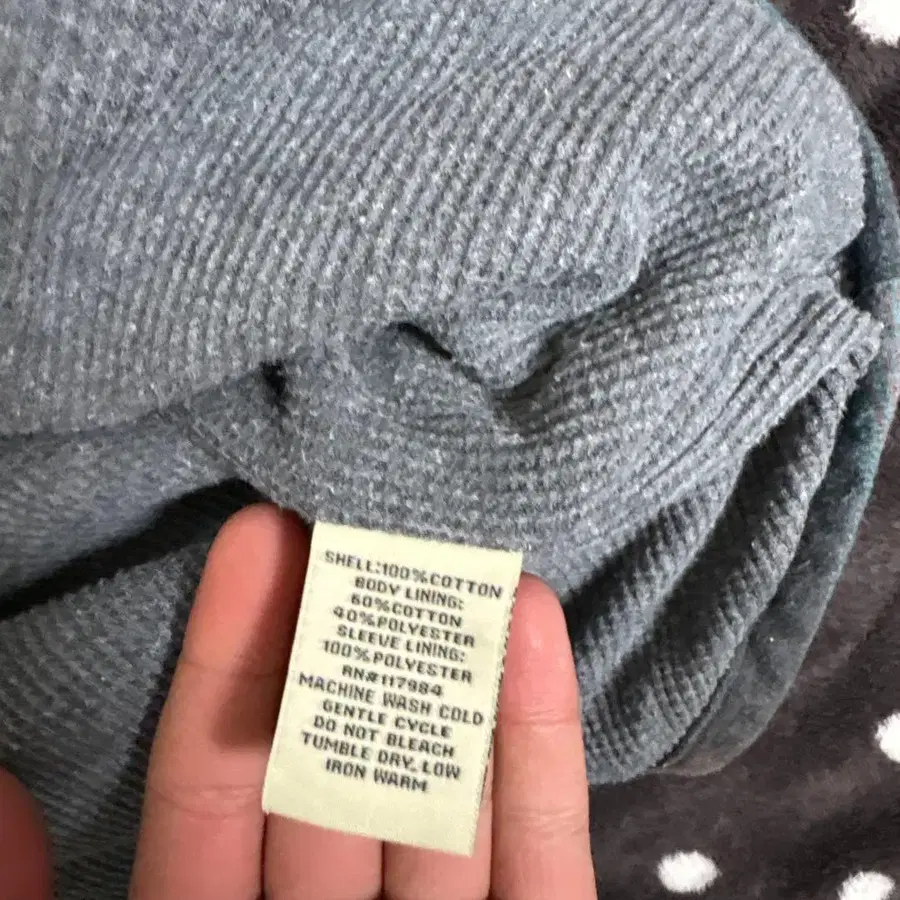 SHELL:100%COTTON
BODY LINING:
60%COTTON
40%POLYESTER
SLEEVE LINING:
100%POLYESTER
RN#117984
MACHINE WASH COLD
GENTLE CYCLE
DO NOT BLEACH
TUMBLE DRY. LOW
IRON WARM